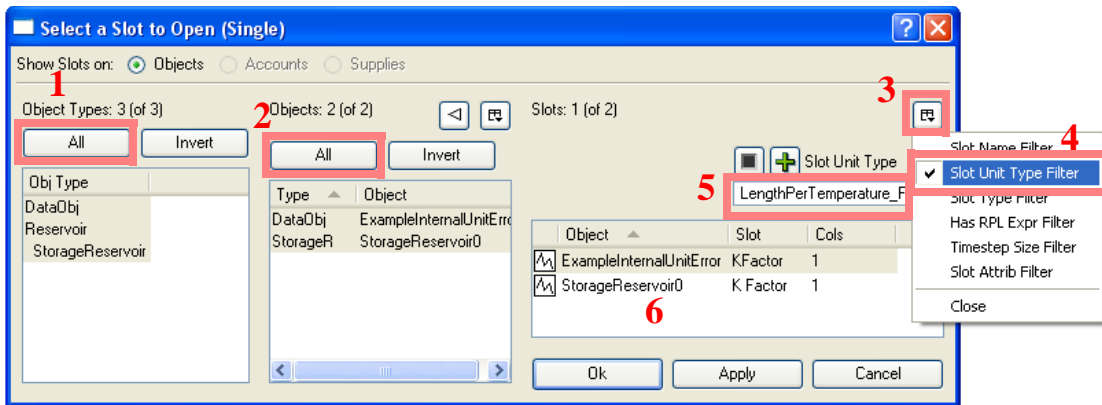 Select a Slot to Open (Single)
Show Slots on: Objects Accounts Supplies
1
Object Types: 3 (of 3)
All Invert
Obj Type
DataObj
Reservoir
StorageReservoir
2
Objects: 2 (of 2)
All Invert
Type Object
DataObj ExampleInternalUnitErro
StorageR StorageReservoir0
Slots: 1 (of 2)
3
Slot Unit Type
5
LengthPerTemperature_F
Object Slot Cols
ExampleInternalUnitError KFactor 1
StorageReservoir0 K Factor 1
6
Ok Apply Cancel
4
Slot Name Filter
Slot Unit Type Filter
Slot Type Filter
Has RPL Expr Filter
Timestep Size Filter
Slot Attrib Filter
Close